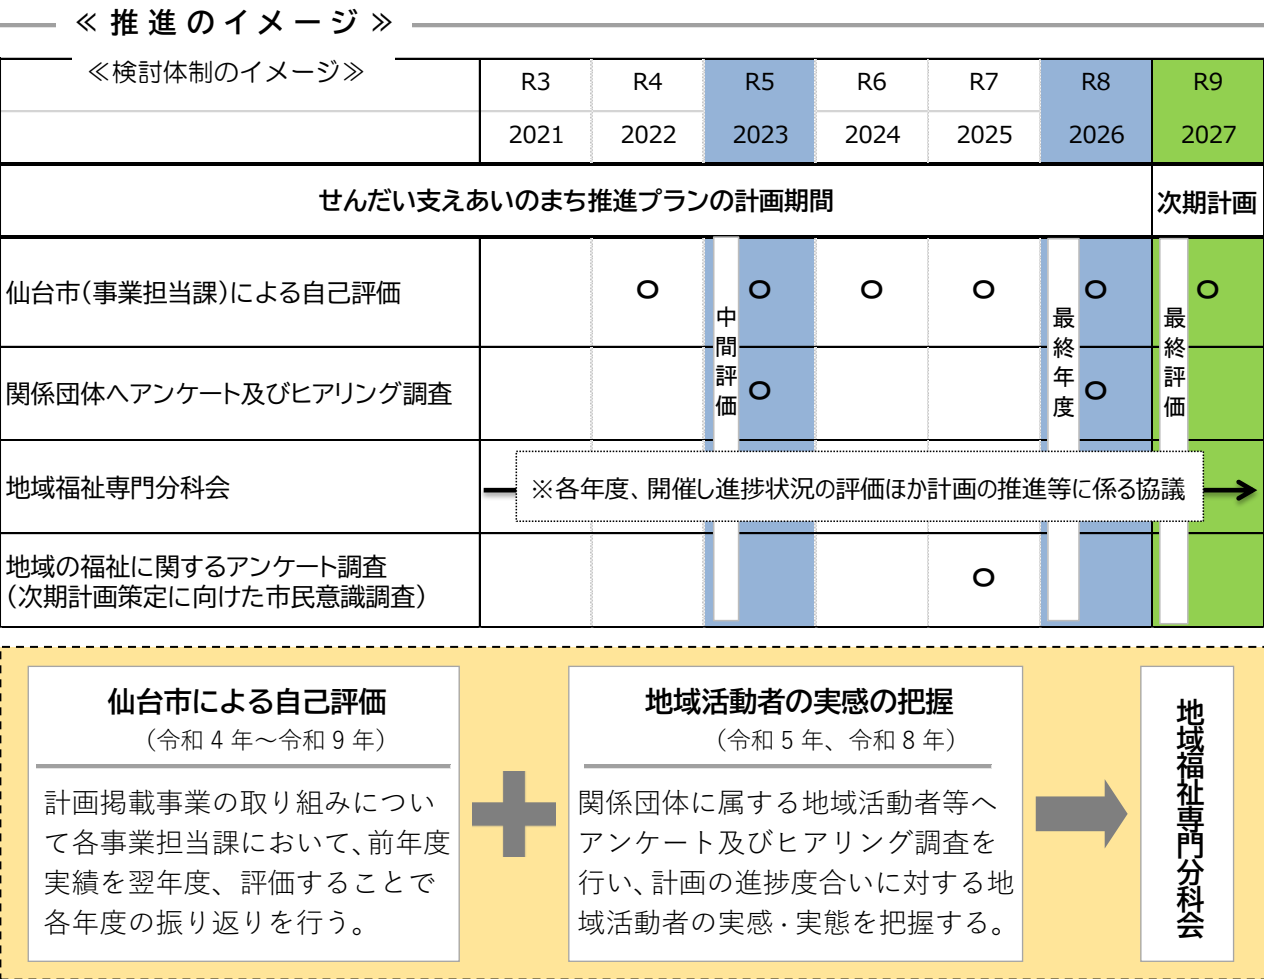 ≪推進のイメージ≫
≪検討体制のイメージ≫
R3 R4 R5 R6 R7 R8 R9
2021 2022 2023 2024 2025 2026 2027
せんだい支えあいのまち推進プランの計画期間 次期計画
仙台市(事業担当課)による自己評価 ○ ○ ○ ○ ○ ○
中間評価
最終年度
最終評価
関係団体へアンケート及びヒアリング調査 ○ ○
地域福祉専門分科会 ※各年度、開催し進捗状況の評価ほか計画の推進等に係る協議
地域の福祉に関するアンケート調査
(次期計画策定に向けた市民意識調査) ○
仙台市による自己評価
(令和4年~令和9年)
計画掲載事業の取り組みについ
て各事業担当課において、前年度
実績を翌年度、評価することで
各年度の振り返りを行う。
地域活動者の実感の把握
(令和5年、令和8年)
関係団体に属する地域活動者等へ
アンケート及びヒアリング調査を
行い、計画の進捗度合いに対する地
域活動者の実感・実態を把握する。
地域福祉専門分科会